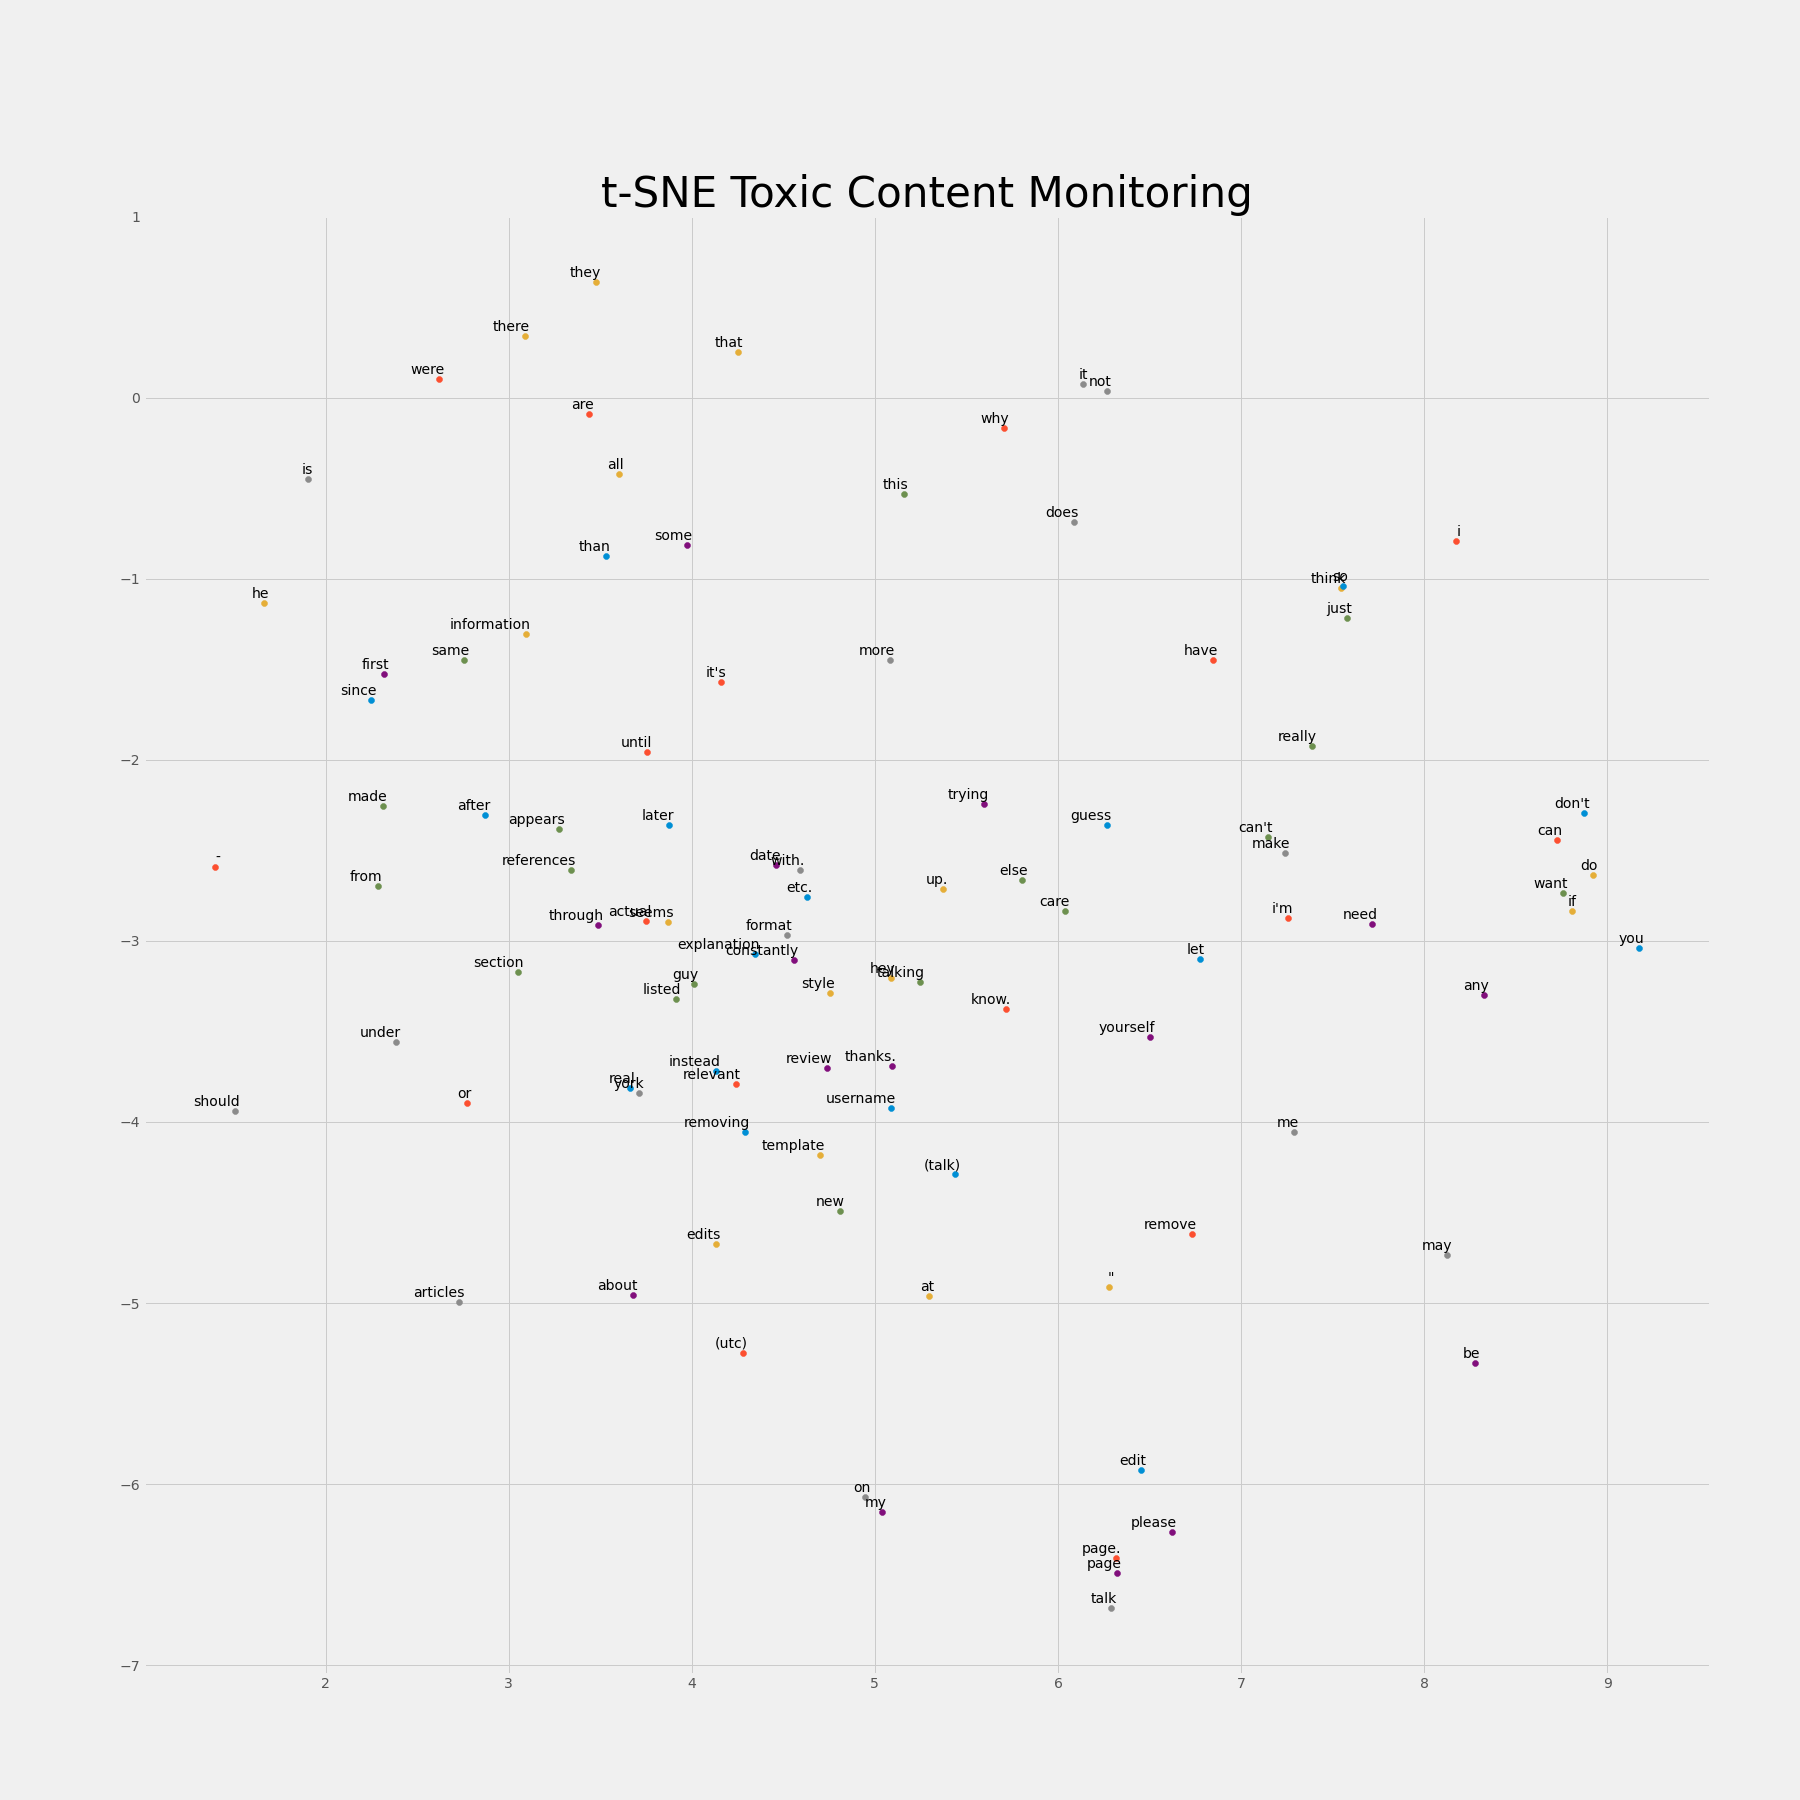 t-SNE Toxic Content Monitoring
1
they
there
that
were
it
not
0
are
why
all
is
this
does
i
some
than
so
think
−1
he
just
information
same
more
have
first
it's
since
really
until
−2
trying
made
don't
after
later
guess
appears
can't
can
make
-
date
with.
references
do
else
from
up.
want
etc.
care
if
i'm
actual
seems
through
need
format
you
−3
explanation
constantly
let
section
hey
talking
guy
style
any
listed
know.
yourself
under
thanks.
review
instead
relevant
real
york
or
username
should
−4
removing
me
template
(talk)
new
remove
edits
may
"
about
at
articles
−5
(utc)
be
edit
−6
on
my
please
page.
page
talk
−7
2 3 4 5 6 7 8 9